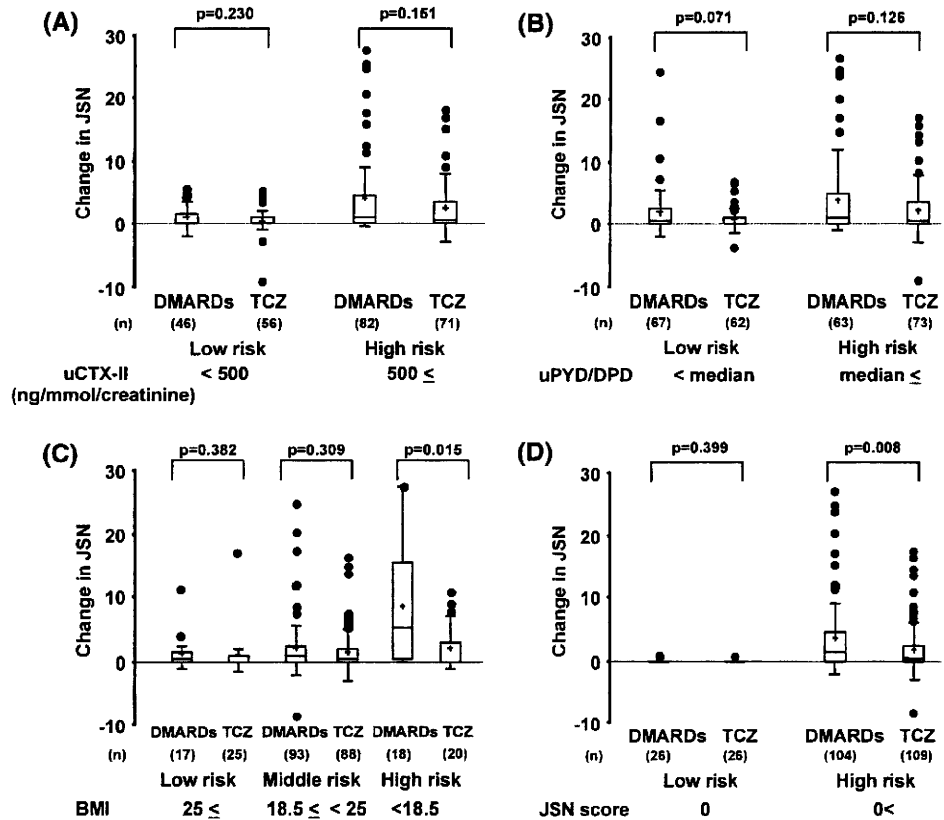 (A)
p=0.230 p=0.151
Change in JSN
30
20
10
0
-10
DMARDs TCZ DMARDs TCZ
(n) (46) (56) (82) (71)
Low risk High risk
uCTX-II < 500 500 ≤
(ng/mmol/creatinine)
(B)
p=0.071 p=0.126
Change in JSN
30
20
10
0
-10
DMARDs TCZ DMARDs TCZ
(n) (67) (62) (63) (73)
Low risk High risk
uPYD/DPD < median median ≤
(C)
p=0.382 p=0.309 p=0.015
Change in JSN
30
20
10
0
-10
DMARDs TCZ DMARDs TCZ DMARDs TCZ
(n) (17) (25) (93) (88) (18) (20)
Low risk Middle risk High risk
BMI 25 ≤ 18.5 ≤ < 25 <18.5
(D)
p=0.399 p=0.008
Change in JSN
30
20
10
0
-10
DMARDs TCZ DMARDs TCZ
(n) (26) (26) (104) (109)
Low risk High risk
JSN score 0 0<